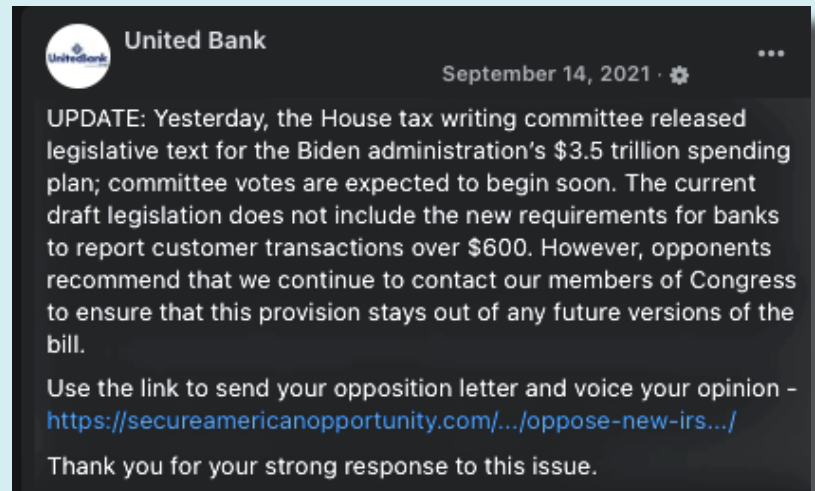 UnitedBank
United Bank
...
September 14, 2021 ·
UPDATE: Yesterday, the House tax writing committee released
legislative text for the Biden administration's $3.5 trillion spending
plan; committee votes are expected to begin soon. The current
draft legislation does not include the new requirements for banks
to report customer transactions over $600. However, opponents
recommend that we continue to contact our members of Congress
to ensure that this provision stays out of any future versions of the
bill.
Use the link to send your opposition letter and voice your opinion -
https://secureamericanopportunity.com/.../oppose-new-irs.../
Thank you for your strong response to this issue.